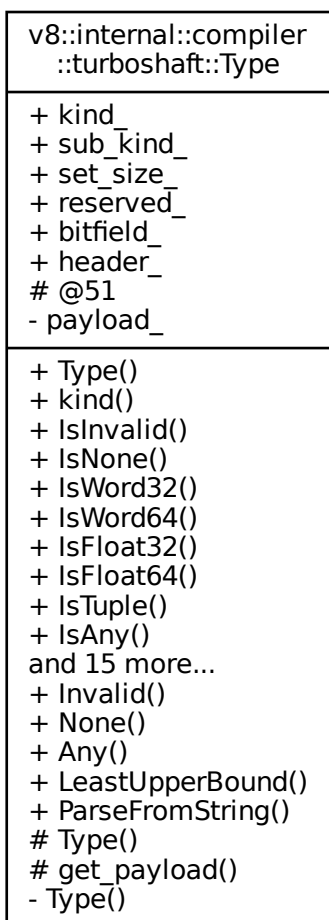 v8::internal::compiler
::turboshaft::Type
+ kind_
+ sub_kind_
+ set_size_
+ reserved_
+ bitfield_
+ header_
# @51
- payload_
+ Type()
+ kind()
+ IsInvalid()
+ IsNone()
+ IsWord32()
+ IsWord64()
+ IsFloat32()
+ IsFloat64()
+ IsTuple()
+ IsAny()
and 15 more...
+ Invalid()
+ None()
+ Any()
+ LeastUpperBound()
+ ParseFromString()
# Type()
# get_payload()
- Type()